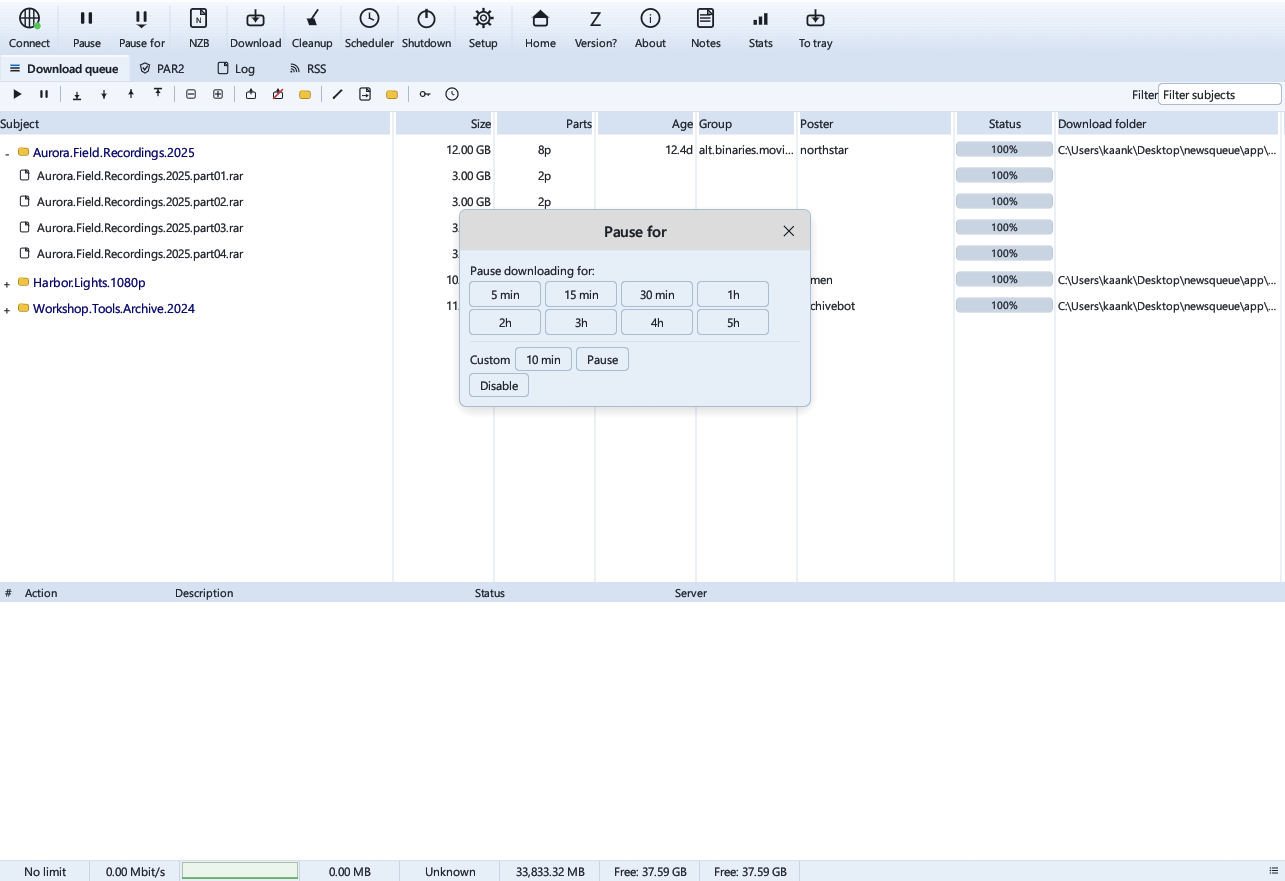 Connect Pause Pause for NZB Download Cleanup Scheduler Shutdown Setup Home Version? About Notes Stats To tray
Download queue PAR2 Log RSS
Filter Filter subjects
Subject Size Parts Age Group Poster Status Download folder
- Aurora.Field.Recordings.2025 12.00 GB 8p 12.4d alt.binaries.movi... northstar 100% C:\Users\kaank\Desktop\newsqueue\app\...
Aurora.Field.Recordings.2025.part01.rar 3.00 GB 2p 100%
Aurora.Field.Recordings.2025.part02.rar 3.00 GB 2p 100%
Aurora.Field.Recordings.2025.part03.rar 3. 100%
Aurora.Field.Recordings.2025.part04.rar 3. 100%
+ Harbor.Lights.1080p 10. men 100% C:\Users\kaank\Desktop\newsqueue\app\...
+ Workshop.Tools.Archive.2024 11. chivebot 100% C:\Users\kaank\Desktop\newsqueue\app\...
Pause for
Pause downloading for:
5 min 15 min 30 min 1h
2h 3h 4h 5h
Custom 10 min Pause
Disable
# Action Description Status Server
No limit 0.00 Mbit/s 0.00 MB Unknown 33,833.32 MB Free: 37.59 GB Free: 37.59 GB